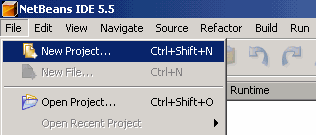 NetBeans IDE 5.5
File Edit View Navigate Source Refactor Build Run
New Project... Ctrl+Shift+N
New File... Ctrl+N
Open Project... Ctrl+Shift+O
Runtime
Open Recent Project